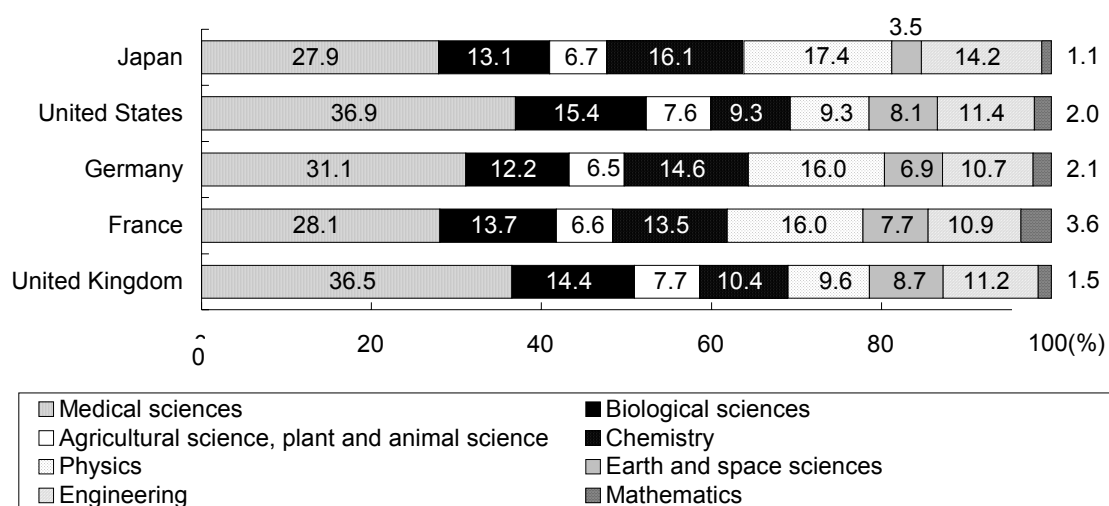 3.5
Japan 27.9 13.1 6.7 16.1 17.4 14.2 1.1
United States 36.9 15.4 7.6 9.3 9.3 8.1 11.4 2.0
Germany 31.1 12.2 6.5 14.6 16.0 6.9 10.7 2.1
France 28.1 13.7 6.6 13.5 16.0 7.7 10.9 3.6
United Kingdom 36.5 14.4 7.7 10.4 9.6 8.7 11.2 1.5
0 20 40 60 80 100(%)
Medical sciences Biological sciences
Agricultural science, plant and animal science Chemistry
Physics Earth and space sciences
Engineering Mathematics